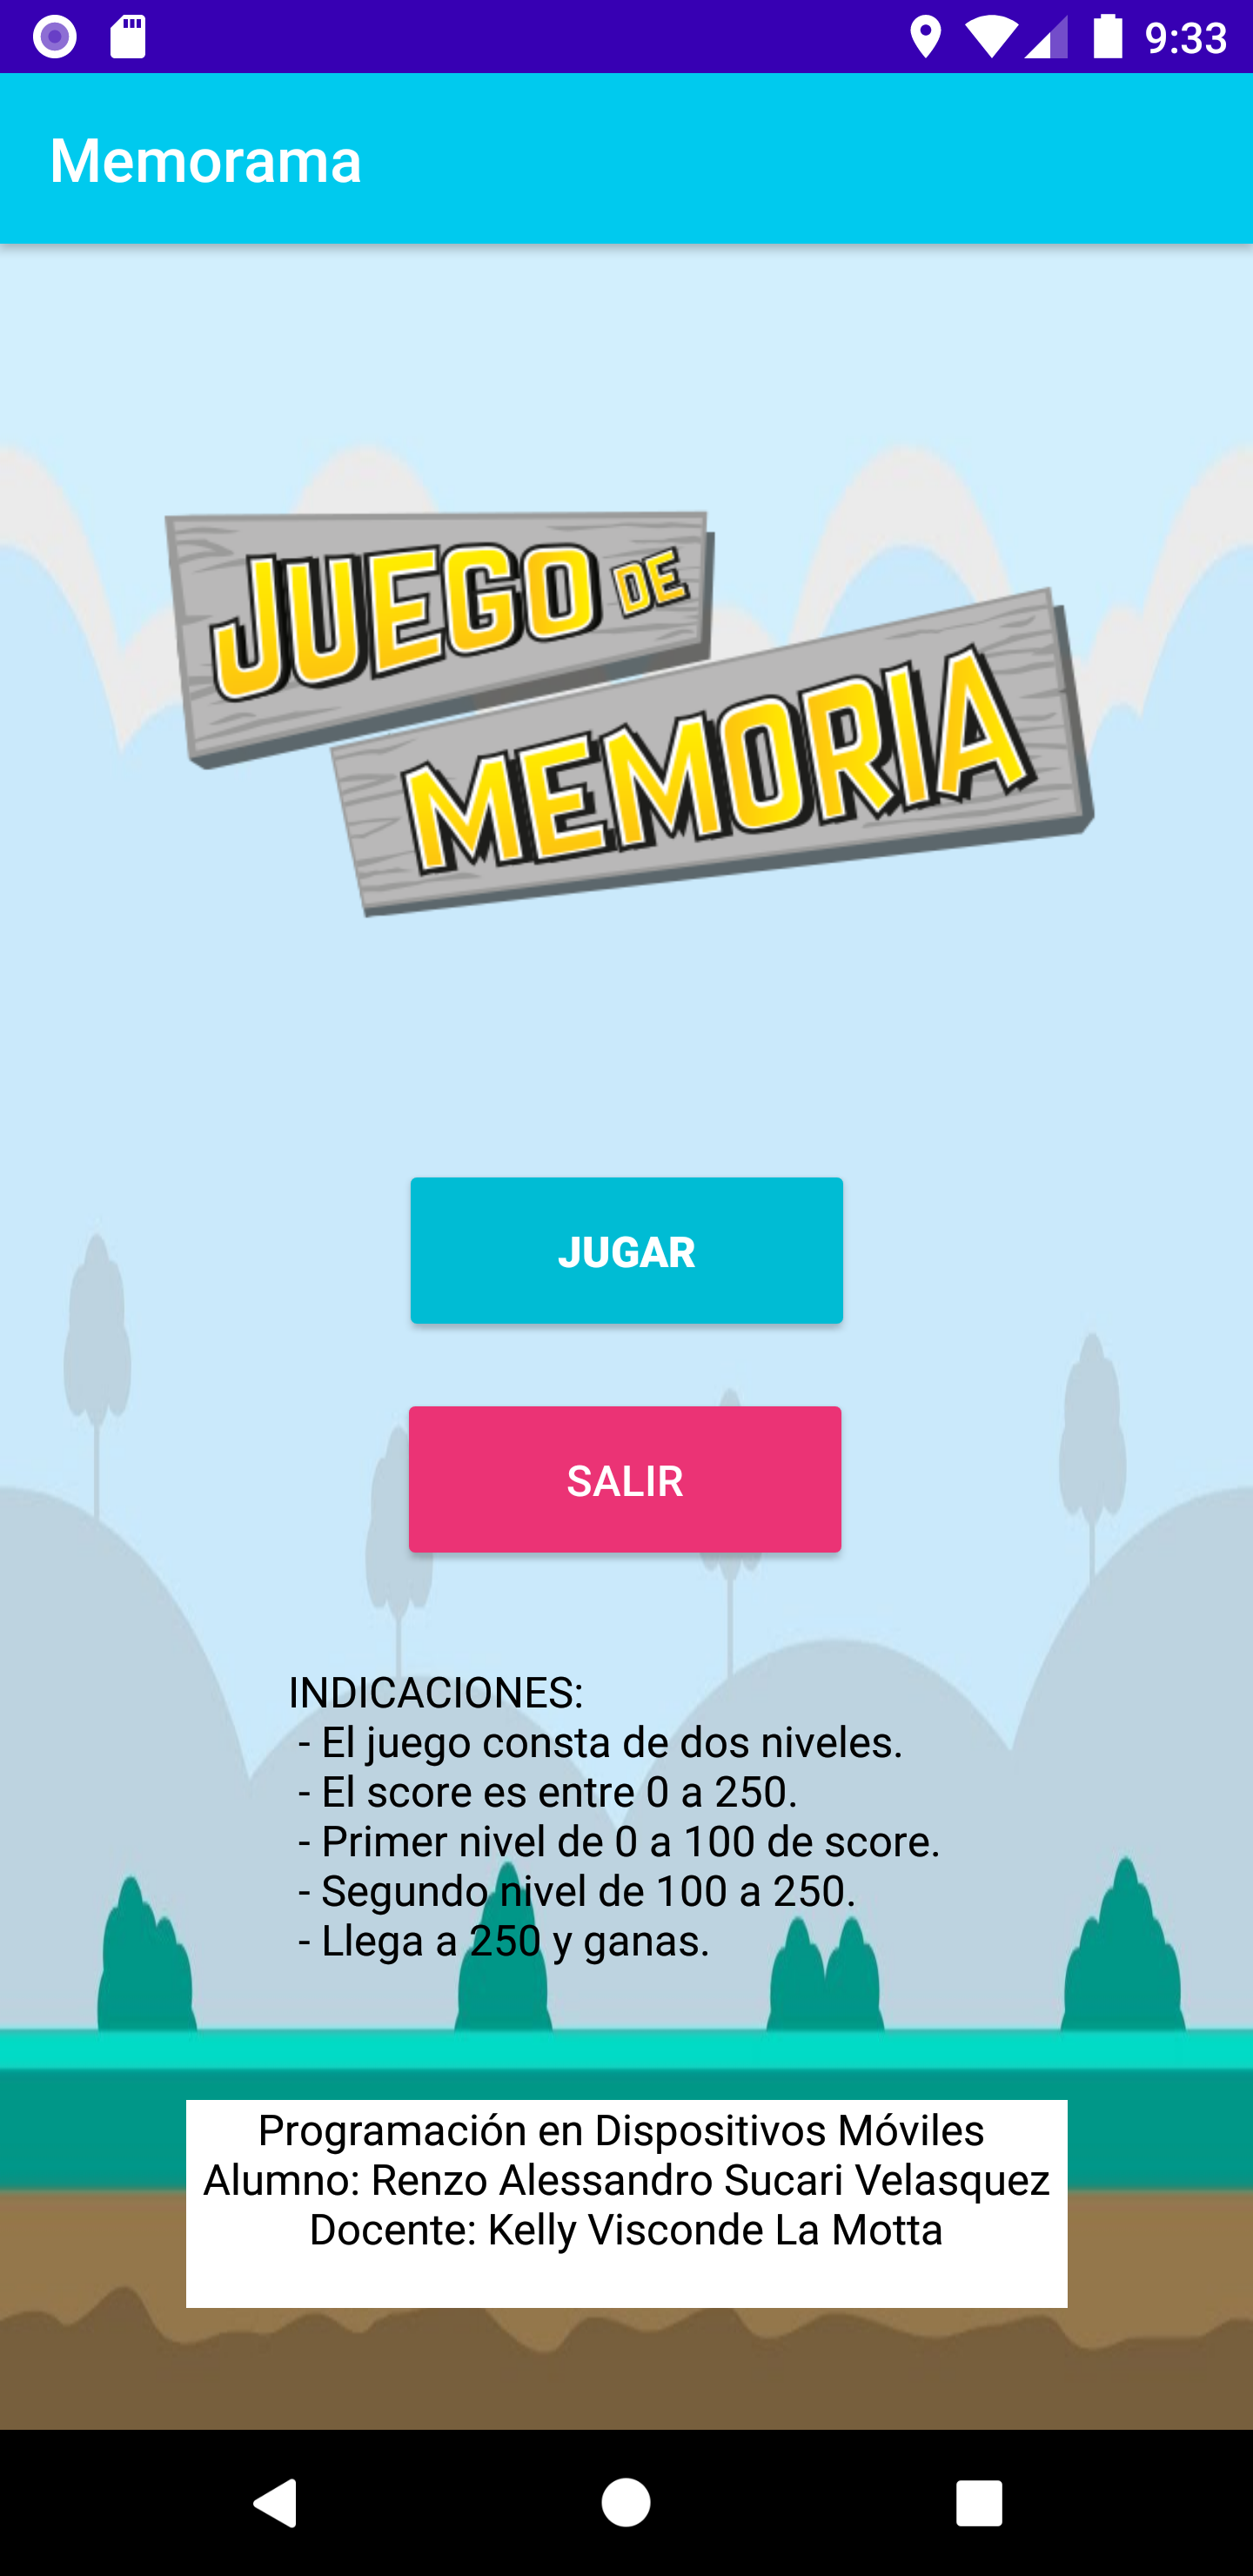 9:33
Memorama
JUEGO DE
MEMORIA
JUGAR
SALIR
INDICACIONES:
- El juego consta de dos niveles.
- El score es entre 0 a 250.
- Primer nivel de 0 a 100 de score.
- Segundo nivel de 100 a 250.
- Llega a 250 y ganas.
Programación en Dispositivos Móviles
Alumno: Renzo Alessandro Sucari Velasquez
Docente: Kelly Visconde La Motta